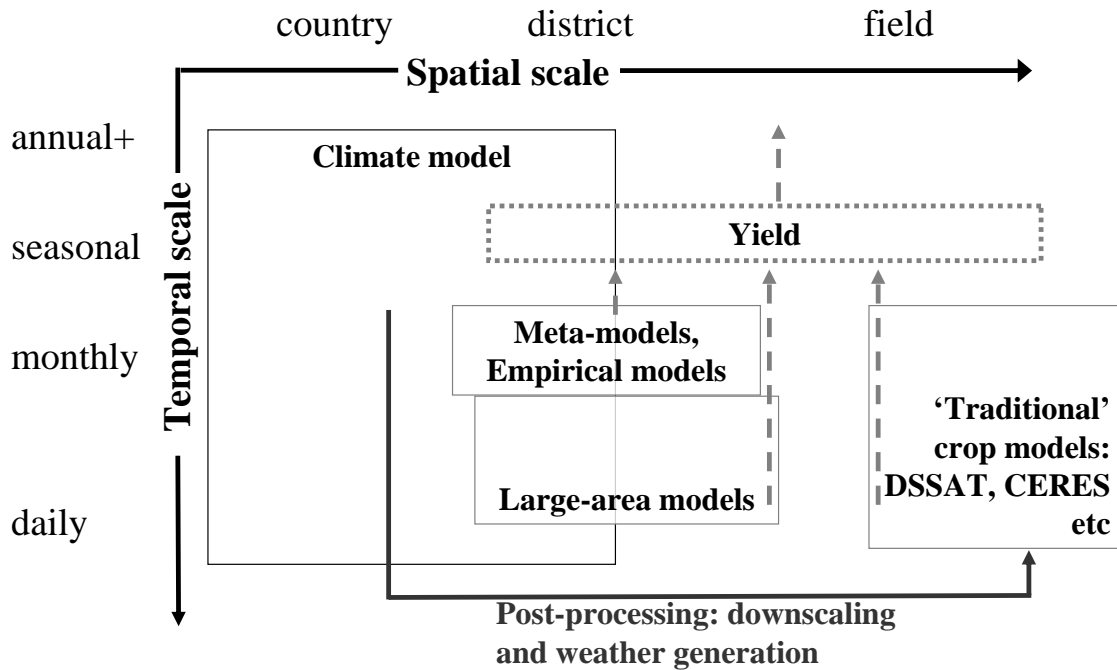 country district field
Spatial scale
Temporal scale
annual+
Climate model
seasonal
Yield
monthly
Meta-models,
Empirical models
‘Traditional’
crop models:
DSSAT, CERES
etc
Large-area models
daily
Post-processing: downscaling
and weather generation